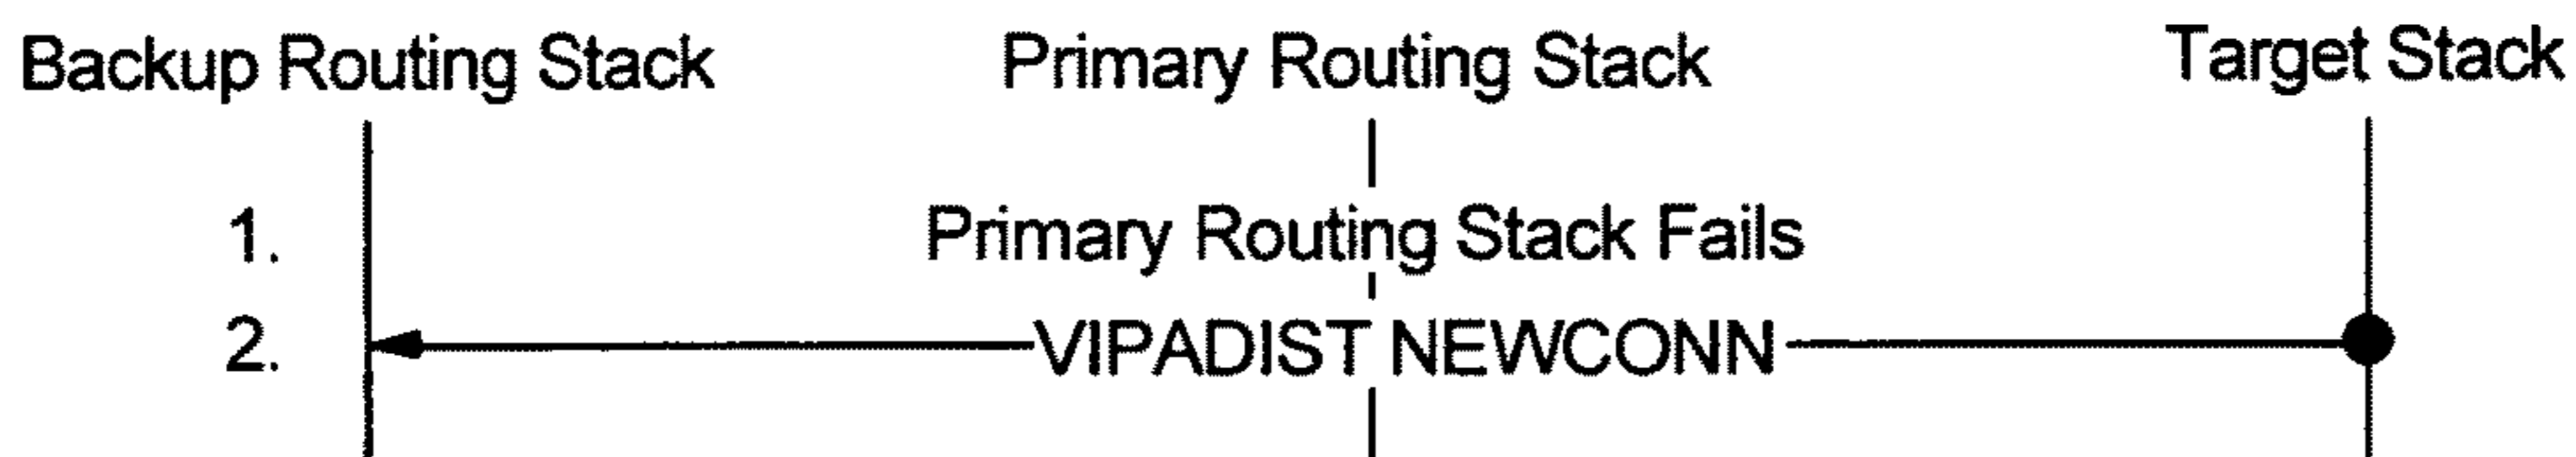 Backup Routing Stack Primary Routing Stack Target Stack
1. Primary Routing Stack Fails
2. VIPADIST NEWCONN